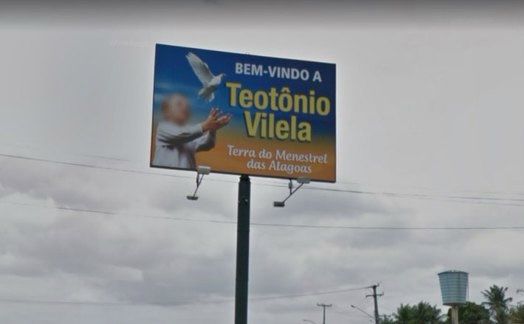 BEM-VINDO A
Teotônio
Vilela
Terra do Menestrel
das Alagoas